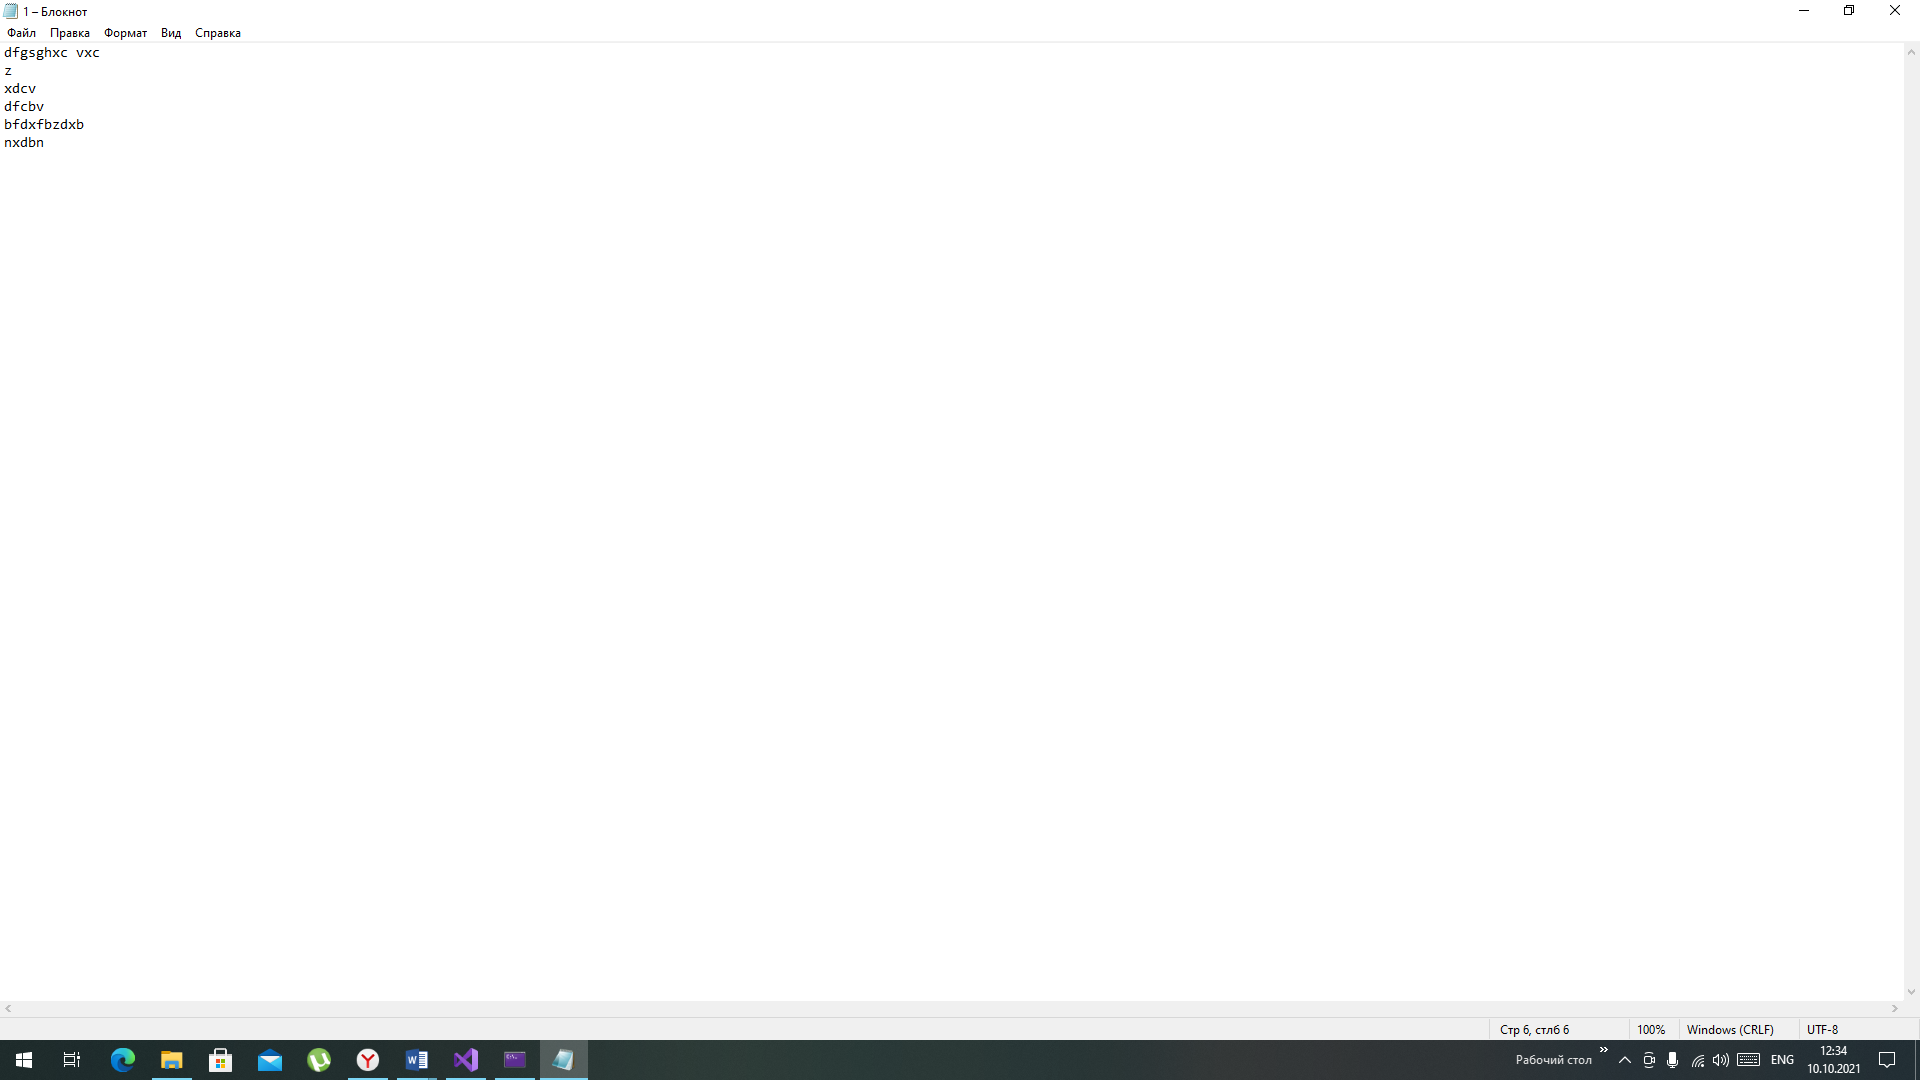 1 – Блокнот
Файл Правка Формат Вид Справка
dfgsghxc vxc
z
xdcv
dfcbv
bfdxfbzdxb
nxdbn
Стр 6, стлб 6 100% Windows (CRLF) UTF-8
Рабочий стол ENG 12:34
10.10.2021